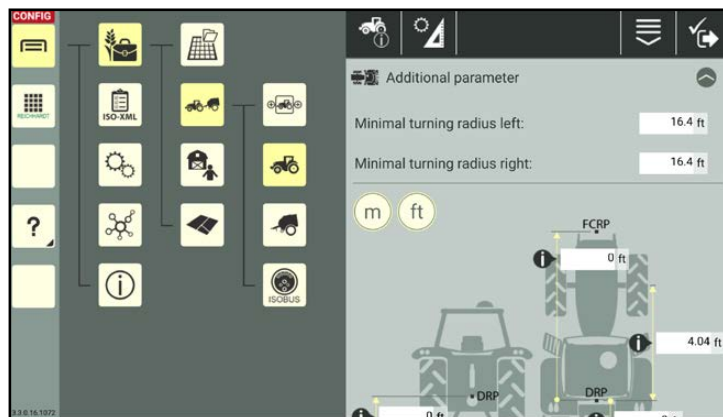 CONFIG
REICHHARDT
ISO-XML
?
ISOBUS
3.3.0.16.1072
Additional parameter
Minimal turning radius left:
16.4 ft
Minimal turning radius right:
16.4 ft
m
ft
FCRP
0 ft
4.04 ft
DRP
DRP
0 ft